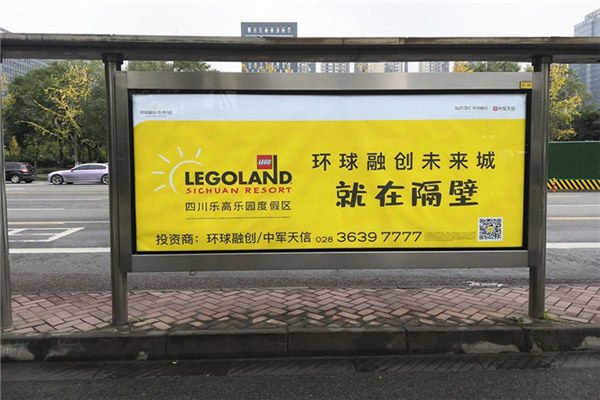 LEGO
LEGOLAND
SICHUAN RESORT
四川乐高乐园度假区
环球融创未来城
就在隔壁
投资商：环球融创/中军天信 028 3639 7777